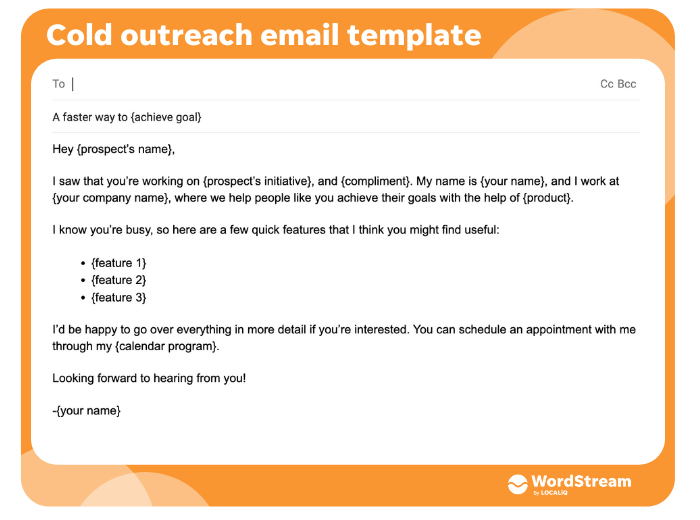 Cold outreach email template
To
Cc Bcc
A faster way to {achieve goal}
Hey {prospect's name},
I saw that you're working on {prospect's initiative}, and {compliment}. My name is {your name}, and I work at
{your company name}, where we help people like you achieve their goals with the help of {product}.
I know you're busy, so here are a few quick features that I think you might find useful:
• {feature 1}
• {feature 2}
• {feature 3}
I'd be happy to go over everything in more detail if you're interested. You can schedule an appointment with me
through my {calendar program}.
Looking forward to hearing from you!
-{your name}
WordStream
by LOCALiQ